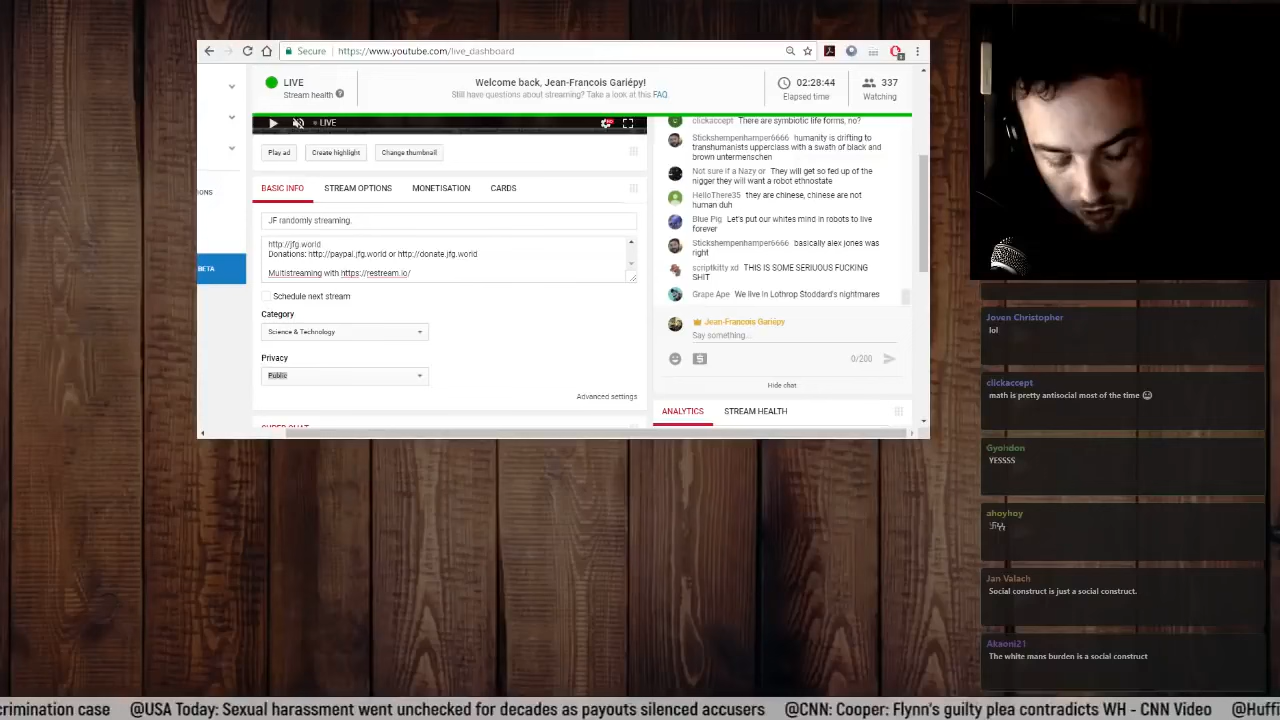 Secure https://www.youtube.com/live_dashboard
LIVE
Stream health
Welcome back, Jean-Francois Gariépy!
Still have questions about streaming? Take a look at this FAQ.
02:28:44
Elapsed time
337
Watching
LIVE
Play ad
Create highlight
Change thumbnail
BASIC INFO
STREAM OPTIONS
MONETISATION
CARDS
JF randomly streaming.
http://jfg.world
Donations: http://paypal.jfg.world or http://donate.jfg.world
Multistreaming with https://restream.io/
Schedule next stream
Category
Science & Technology
Privacy
Public
Advanced settings
IONS
BETA
clickaccept There are symbiotic life forms, no?
Stickshempenhamper6666 humanity is drifting to
transhumanists upperclass with a swath of black and
brown untermenschen
Not sure if a Nazy or They will get so fed up of the
nigger they will want a robot ethnostate
HelloThere35 they are chinese, chinese are not
human duh
Blue Pig Let's put our whites mind in robots to live
forever
Stickshempenhamper6666 basically alex jones was
right
scriptkitty xd THIS IS SOME SERIUOUS FUCKING
SHIT
Grape Ape We live in Lothrop Stoddard's nightmares
Jean-Francois Gariépy
Say something...
0/200
Hide chat
ANALYTICS
STREAM HEALTH
Joven Christopher
lol
clickaccept
math is pretty antisocial most of the time
Gyondon
YESSSS
ahoyhoy
Jan Valach
Social construct is just a social construct.
Akaoni21
The white mans burden is a social construct
crimination case @USA Today: Sexual harassment went unchecked for decades as payouts silenced accusers @CNN: Cooper: Flynn's guilty plea contradicts WH - CNN Video @Huffi